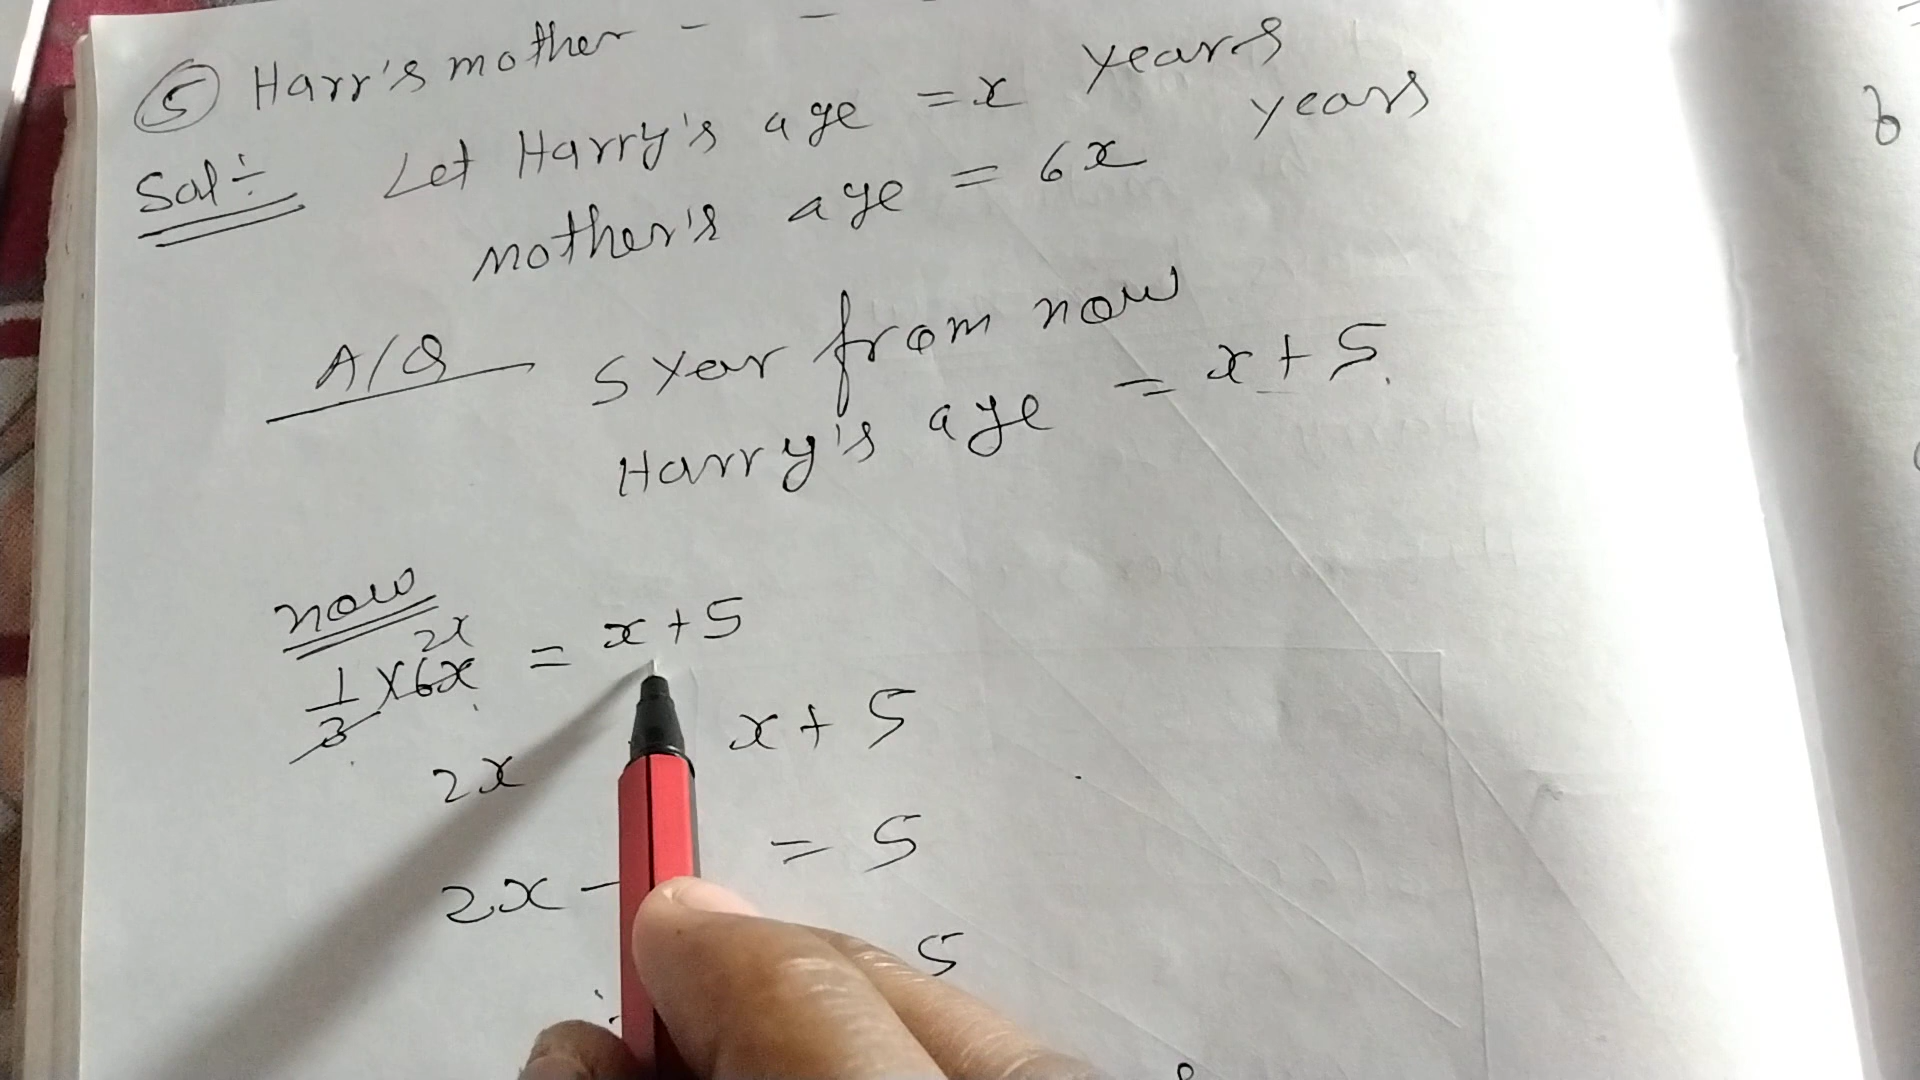 ⑤ Harr's mother - -
Sol ÷ Let Harry's age = x years
mother's age = 6x years
A/Q 5 year from now
Harry's age = x + 5.
now
2x
1/3 x 6x = x + 5
2x x + 5
2x - = 5
5